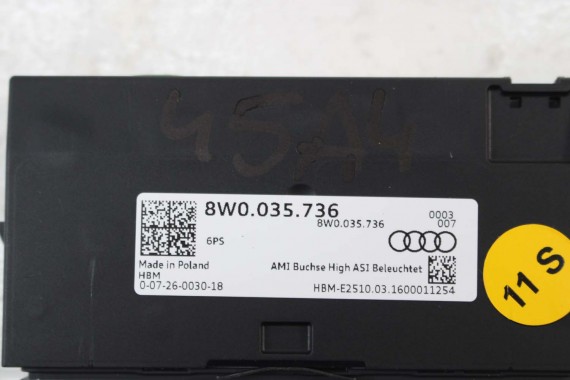 8W0.035.736
8W0.035.736
0003
007
6PS
Made in Poland
HBM
0-07-26-0030-18
AMI Buchse High ASI Beleuchtet
HBM-E2510.03.1600011254
11 S